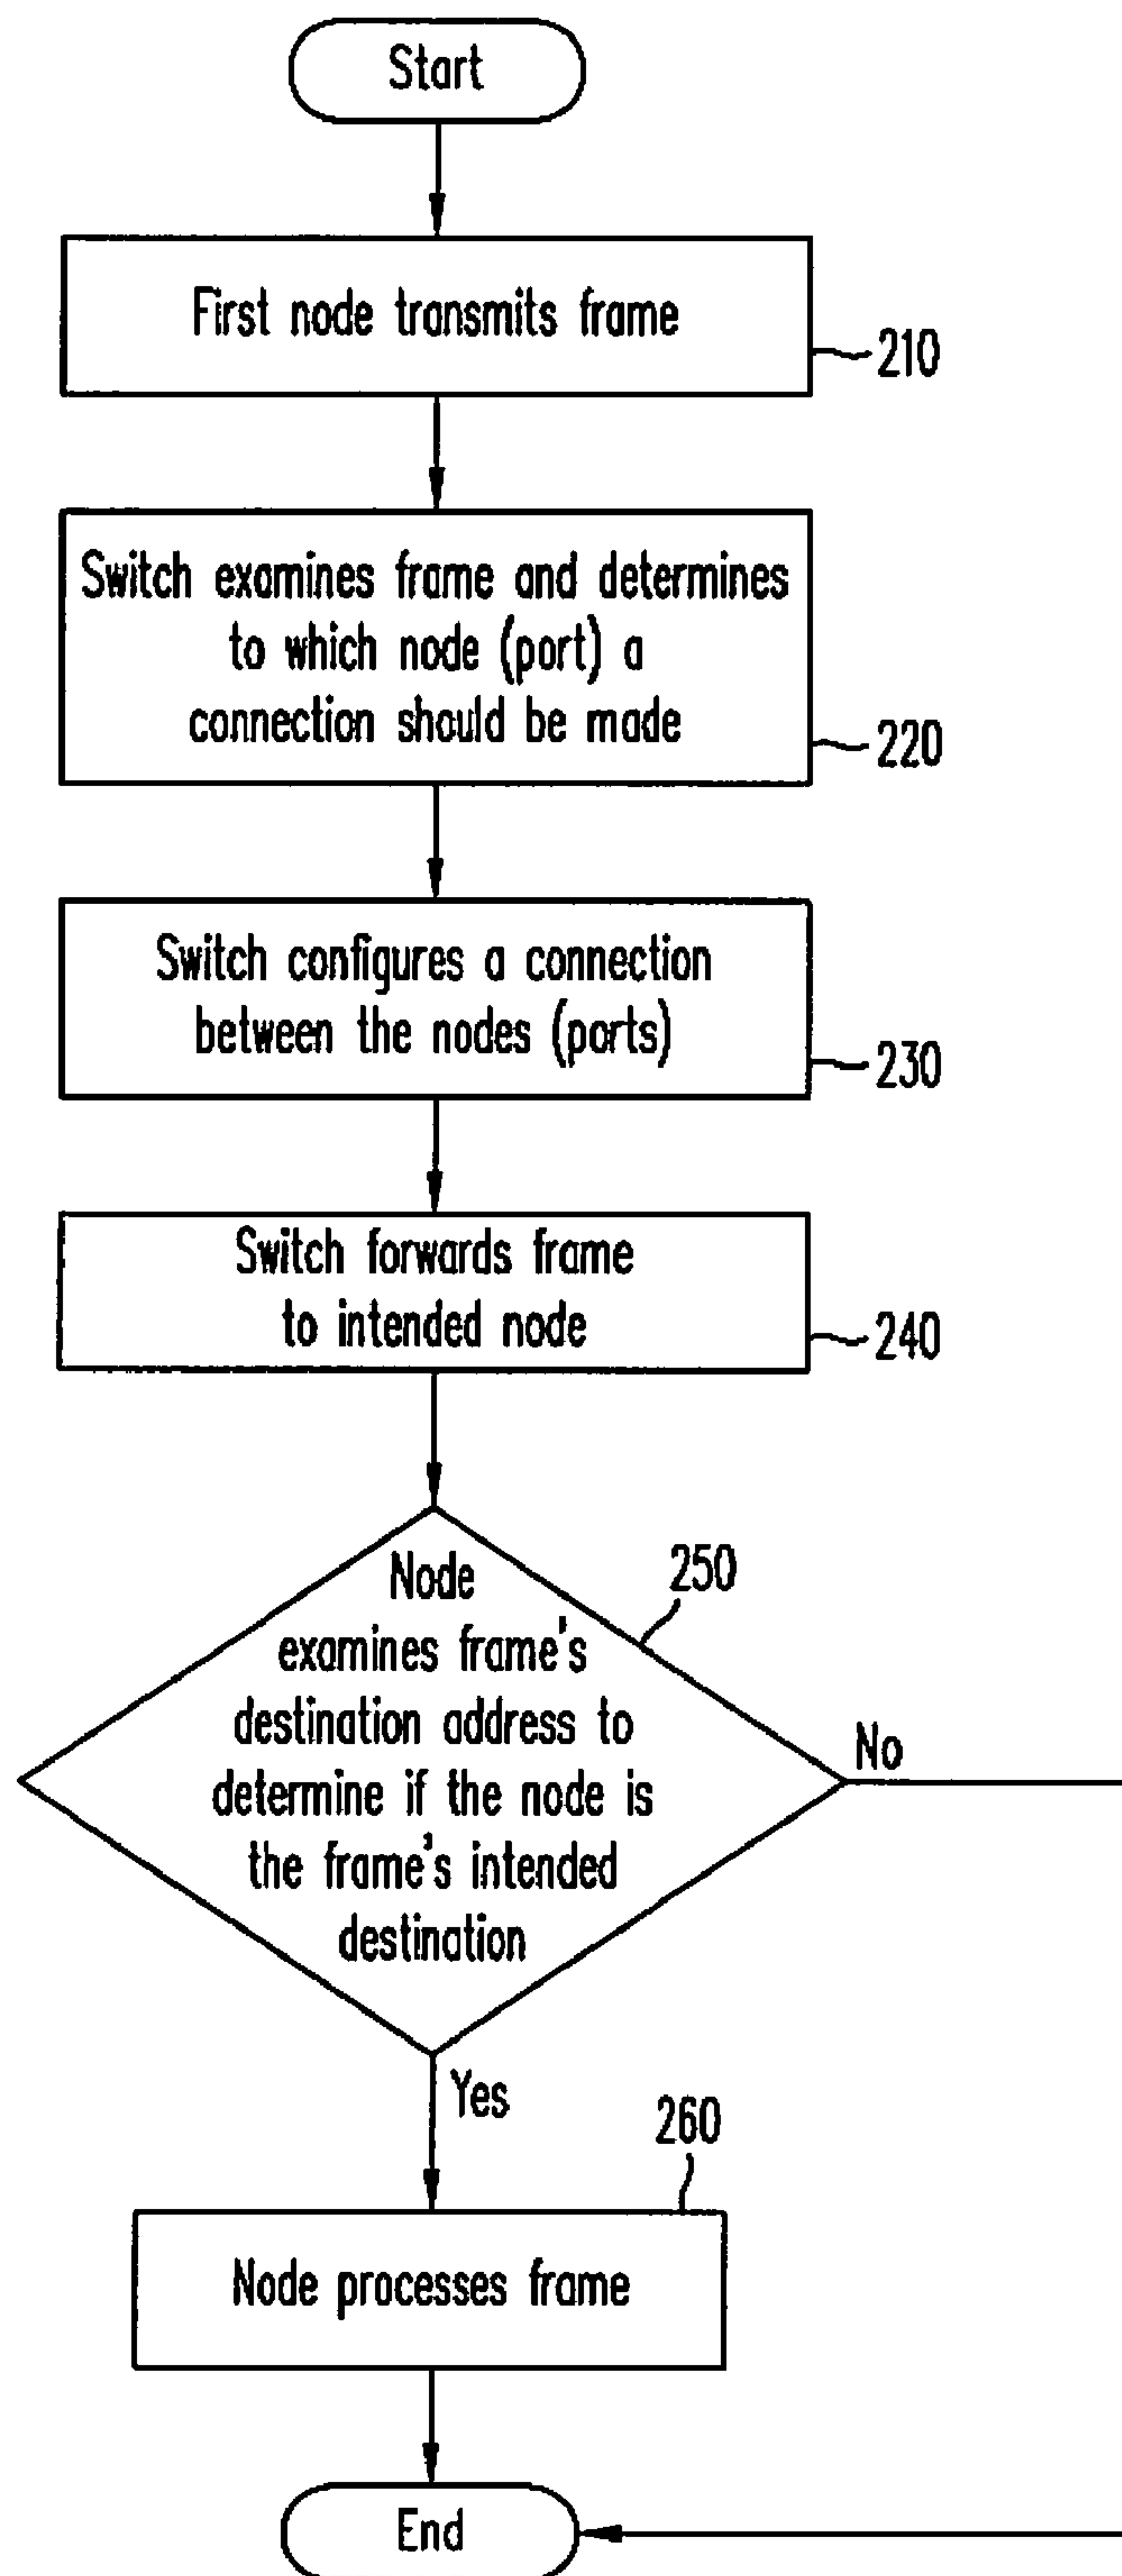 Start
First node transmits frame
210
Switch examines frame and determines
to which node (port) a
connection should be made
220
Switch configures a connection
between the nodes (ports)
230
Switch forwards frame
to intended node
240
250
Node
examines frame's
destination address to
determine if the node is
the frame's intended
destination
No
Yes
260
Node processes frame
End